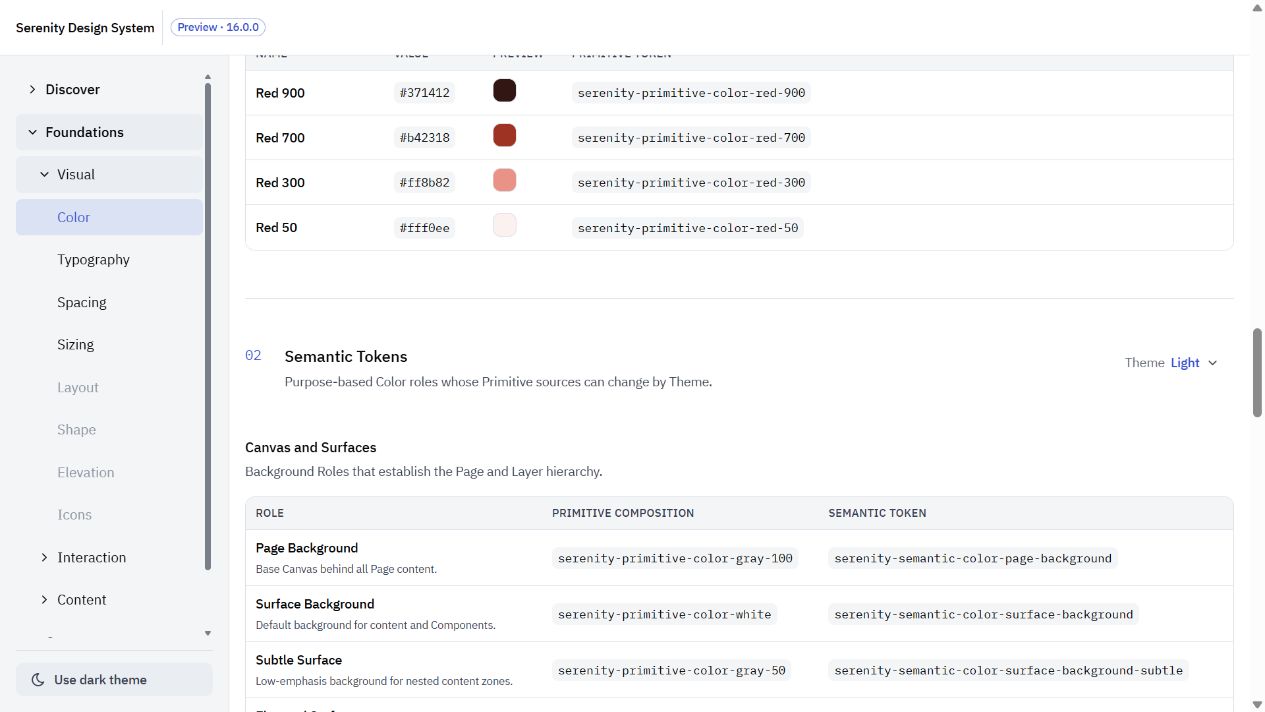 Serenity Design System
Preview · 16.0.0
Discover
Foundations
Visual
Color
Typography
Spacing
Sizing
Layout
Shape
Elevation
Icons
Interaction
Content
Use dark theme
NAME VALUE PREVIEW PRIMITIVE TOKEN
Red 900 #371412 serenity-primitive-color-red-900
Red 700 #b42318 serenity-primitive-color-red-700
Red 300 #ff8b82 serenity-primitive-color-red-300
Red 50 #fff0ee serenity-primitive-color-red-50
02 Semantic Tokens
Purpose-based Color roles whose Primitive sources can change by Theme.
Theme Light
Canvas and Surfaces
Background Roles that establish the Page and Layer hierarchy.
ROLE PRIMITIVE COMPOSITION SEMANTIC TOKEN
Page Background
Base Canvas behind all Page content.
serenity-primitive-color-gray-100 serenity-semantic-color-page-background
Surface Background
Default background for content and Components.
serenity-primitive-color-white serenity-semantic-color-surface-background
Subtle Surface
Low-emphasis background for nested content zones.
serenity-primitive-color-gray-50 serenity-semantic-color-surface-background-subtle